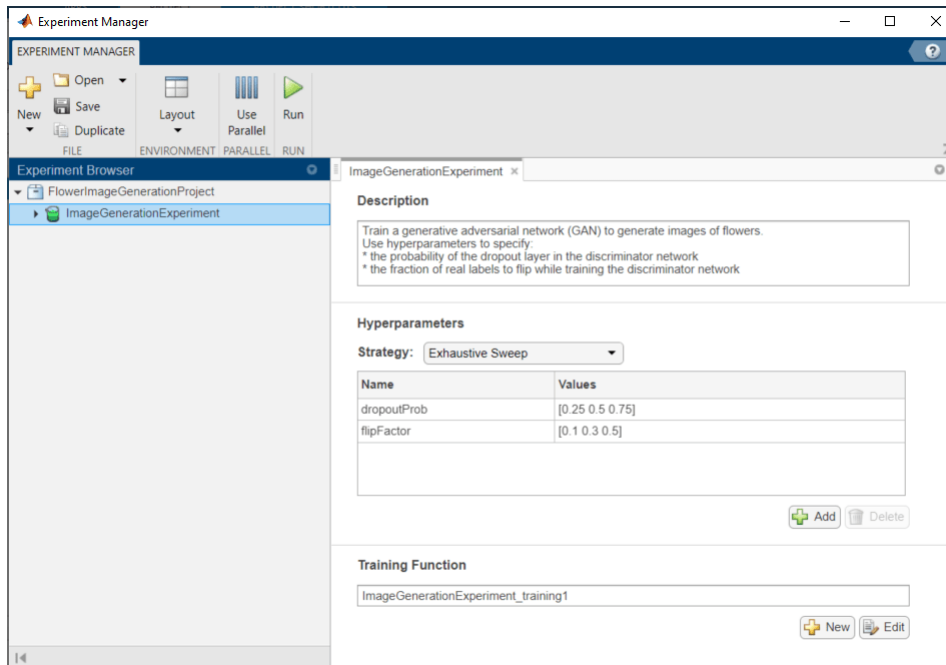 Experiment Manager
EXPERIMENT MANAGER
?
New
Open
Save
Duplicate
Layout
Use
Parallel
Run
FILE
ENVIRONMENT
PARALLEL
RUN
Experiment Browser
FlowerImageGenerationProject
ImageGenerationExperiment
ImageGenerationExperiment
Description
Train a generative adversarial network (GAN) to generate images of flowers.
Use hyperparameters to specify:
* the probability of the dropout layer in the discriminator network
* the fraction of real labels to flip while training the discriminator network
Hyperparameters
Strategy: Exhaustive Sweep
Name Values
dropoutProb [0.25 0.5 0.75]
flipFactor [0.1 0.3 0.5]
Add Delete
Training Function
ImageGenerationExperiment_training1
New Edit